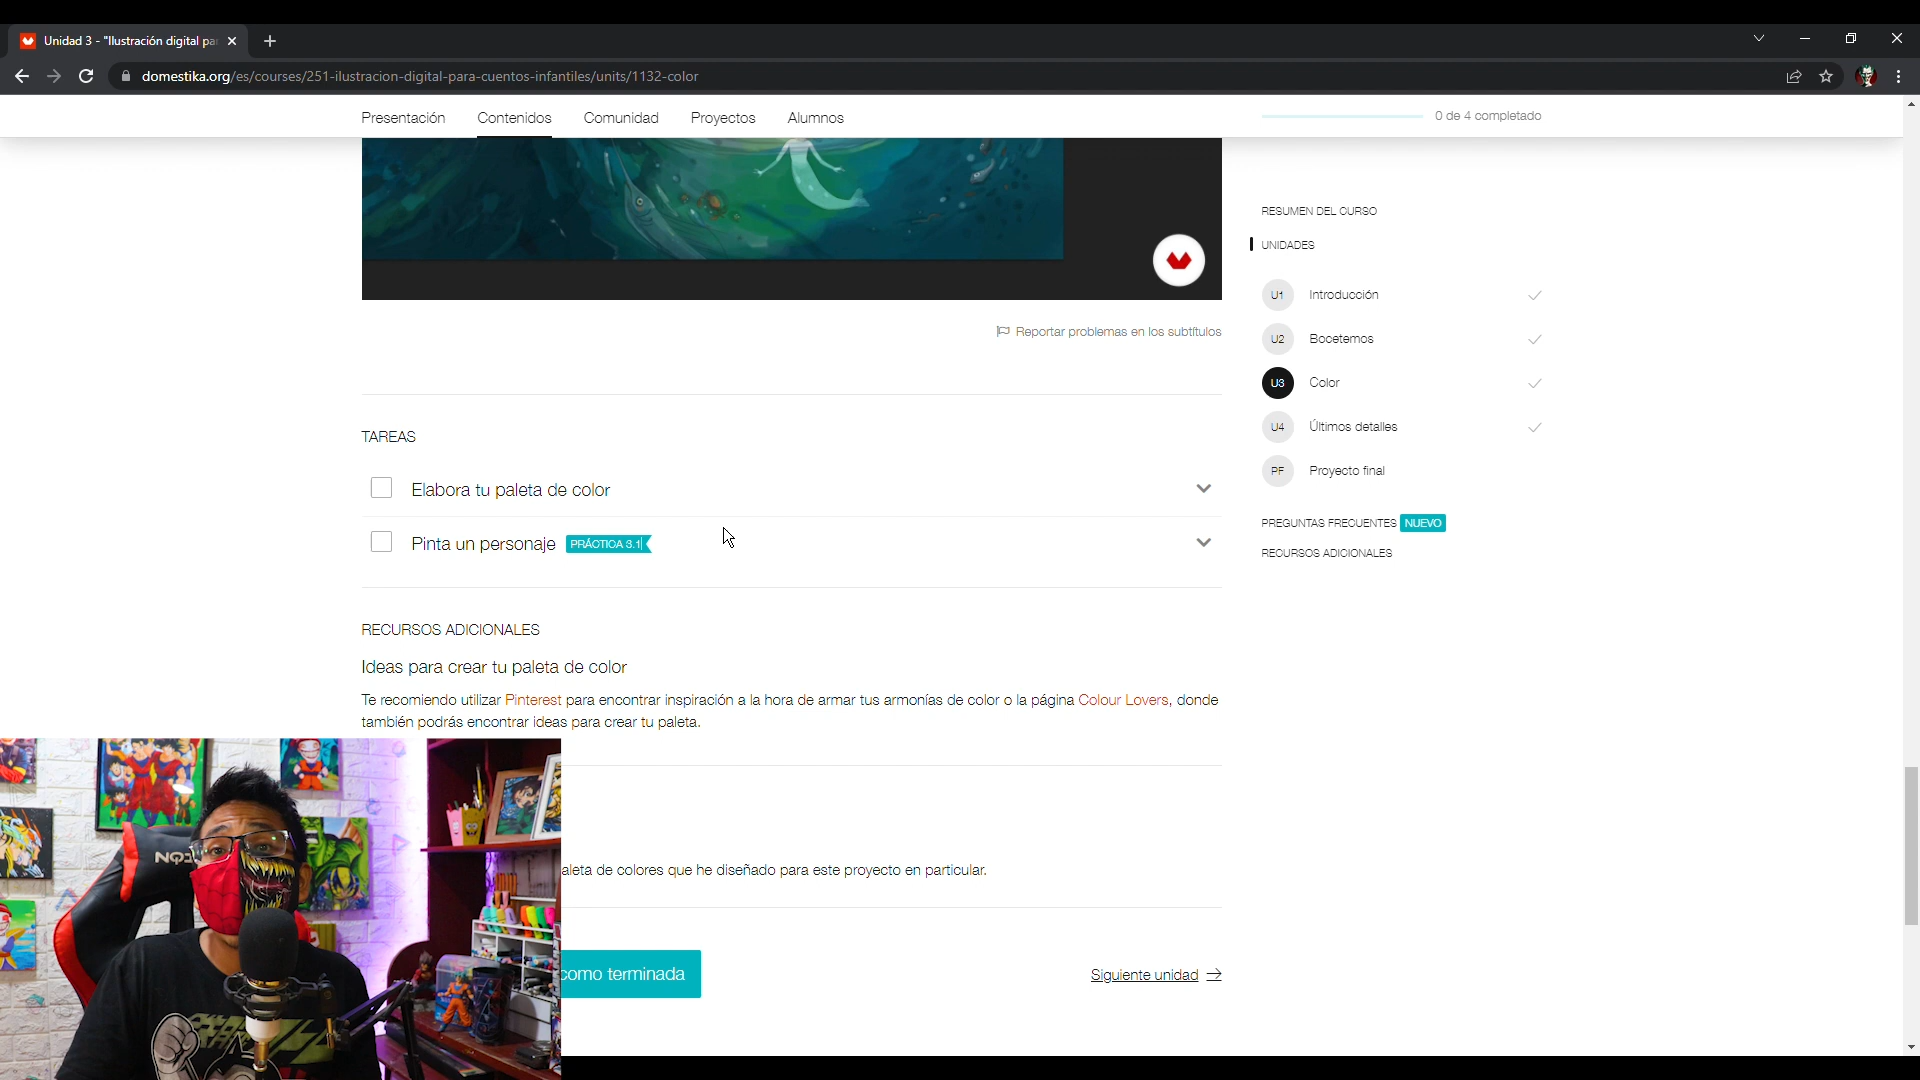 Unidad 3 - "Ilustración digital pa
domestika.org/es/courses/251-ilustracion-digital-para-cuentos-infantiles/units/1132-color
Presentación
Contenidos
Comunidad
Proyectos
Alumnos
0 de 4 completado
Reportar problemas en los subtítulos
TAREAS
Elabora tu paleta de color
Pinta un personaje PRÁCTICA 3.1
RECURSOS ADICIONALES
Ideas para crear tu paleta de color
Te recomiendo utilizar Pinterest para encontrar inspiración a la hora de armar tus armonías de color o la página Colour Lovers, donde
también podrás encontrar ideas para crear tu paleta.
aleta de colores que he diseñado para este proyecto en particular.
como terminada
Siguiente unidad
RESUMEN DEL CURSO
UNIDADES
U1 Introducción
U2 Bocetemos
U3 Color
U4 Últimos detalles
PF Proyecto final
PREGUNTAS FRECUENTES NUEVO
RECURSOS ADICIONALES